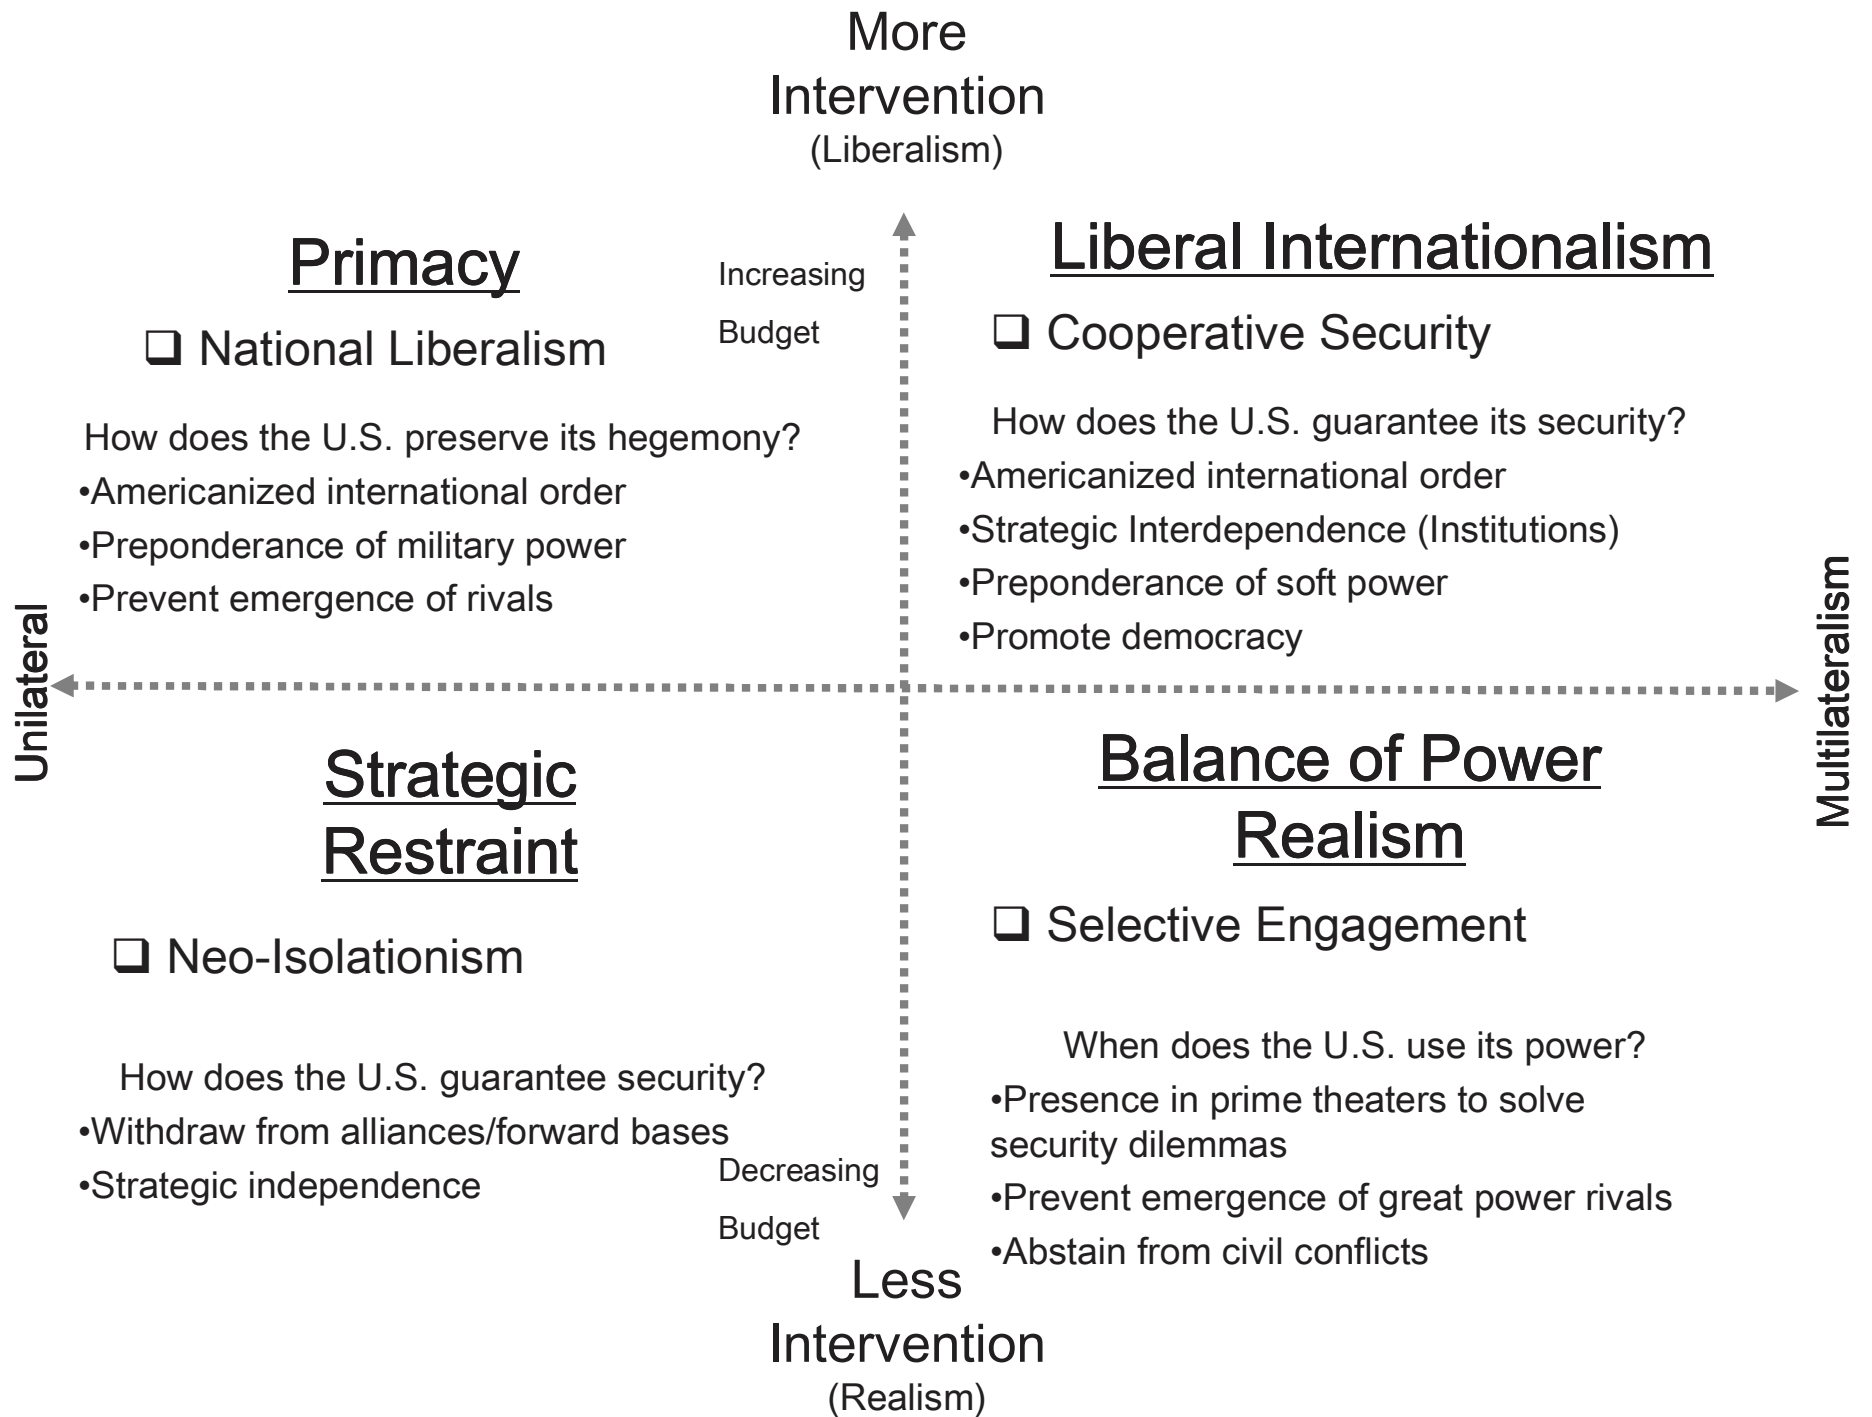 More
Intervention
(Liberalism)
Primacy
❑ National Liberalism
How does the U.S. preserve its hegemony?
•Americanized international order
•Preponderance of military power
•Prevent emergence of rivals
Increasing
Budget
Liberal Internationalism
❑ Cooperative Security
How does the U.S. guarantee its security?
•Americanized international order
•Strategic Interdependence (Institutions)
•Preponderance of soft power
•Promote democracy
Unilateral
Multilateralism
Strategic
Restraint
❑ Neo-Isolationism
How does the U.S. guarantee security?
•Withdraw from alliances/forward bases
•Strategic independence
Decreasing
Budget
Balance of Power
Realism
❑ Selective Engagement
When does the U.S. use its power?
•Presence in prime theaters to solve
security dilemmas
•Prevent emergence of great power rivals
•Abstain from civil conflicts
Less
Intervention
(Realism)